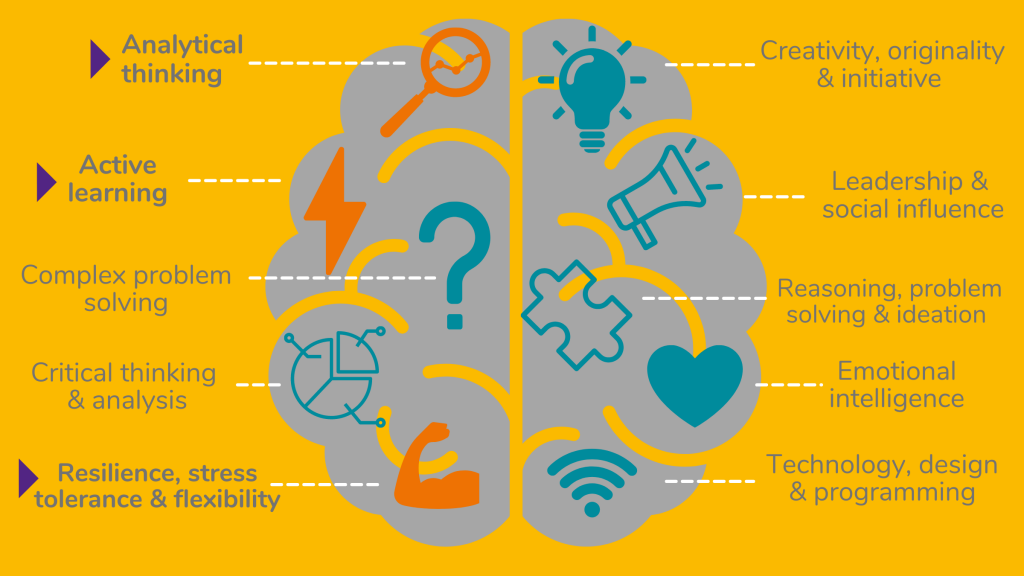 Analytical
thinking
Active
learning
Complex problem
solving
Critical thinking
& analysis
Resilience, stress
tolerance & flexibility
Creativity, originality
& initiative
Leadership &
social influence
Reasoning, problem
solving & ideation
Emotional
intelligence
Technology, design
& programming